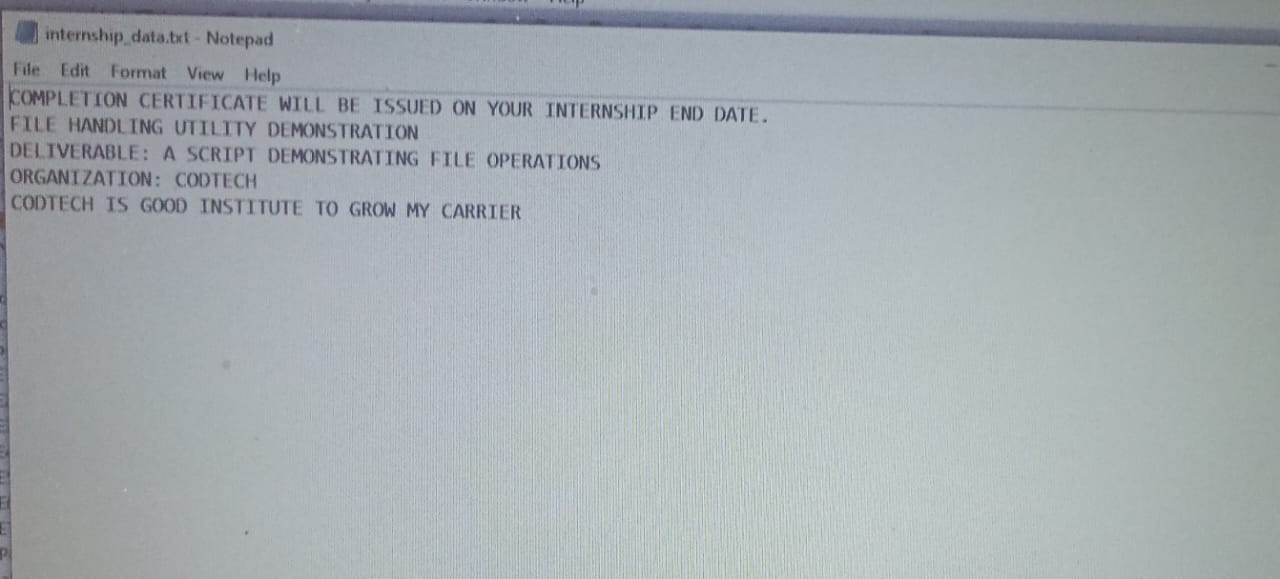 internship_data.txt - Notepad
File Edit Format View Help
COMPLETION CERTIFICATE WILL BE ISSUED ON YOUR INTERNSHIP END DATE.
FILE HANDLING UTILITY DEMONSTRATION
DELIVERABLE: A SCRIPT DEMONSTRATING FILE OPERATIONS
ORGANIZATION: CODTECH
CODTECH IS GOOD INSTITUTE TO GROW MY CARRIER